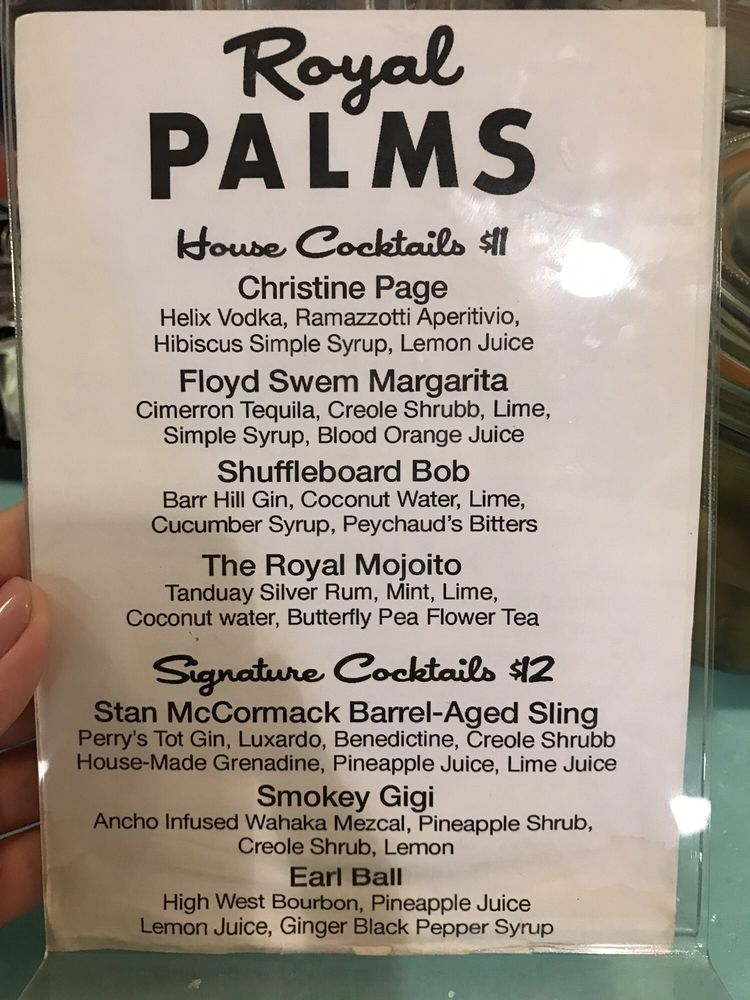 Royal
PALMS
House Cocktails $11
Christine Page
Helix Vodka, Ramazzotti Aperitivio,
Hibiscus Simple Syrup, Lemon Juice
Floyd Swem Margarita
Cimerron Tequila, Creole Shrubb, Lime,
Simple Syrup, Blood Orange Juice
Shuffleboard Bob
Barr Hill Gin, Coconut Water, Lime,
Cucumber Syrup, Peychaud's Bitters
The Royal Mojoito
Tanduay Silver Rum, Mint, Lime,
Coconut water, Butterfly Pea Flower Tea
Signature Cocktails $12
Stan McCormack Barrel-Aged Sling
Perry's Tot Gin, Luxardo, Benedictine, Creole Shrubb
House-Made Grenadine, Pineapple Juice, Lime Juice
Smokey Gigi
Ancho Infused Wahaka Mezcal, Pineapple Shrub,
Creole Shrub, Lemon
Earl Ball
High West Bourbon, Pineapple Juice
Lemon Juice, Ginger Black Pepper Syrup